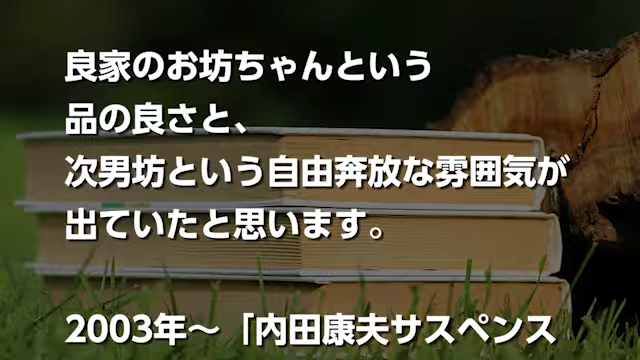 良家のお坊ちゃんという
品の良さと、
次男坊という自由奔放な雰囲気が
出ていたと思います。
2003年～「内田康夫サスペンス